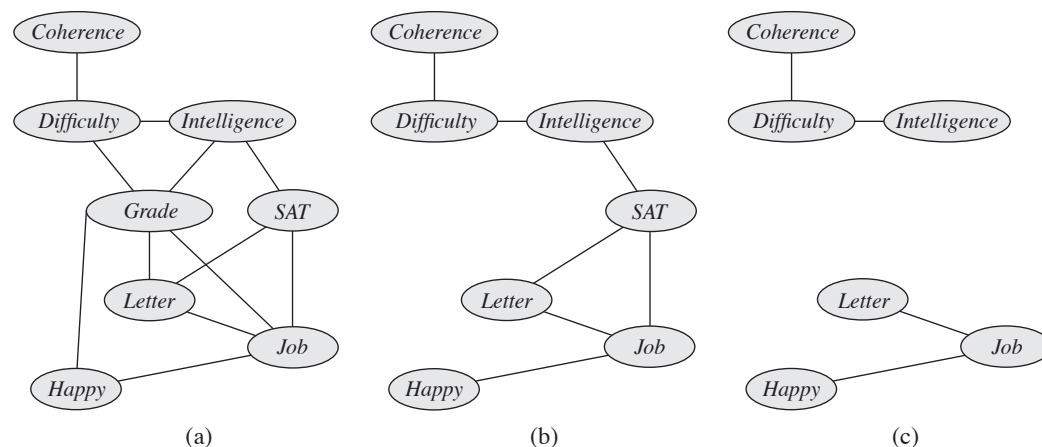 Coherence
Difficulty
Intelligence
Grade
SAT
Letter
Job
Happy
(a)
Coherence
Difficulty
Intelligence
SAT
Letter
Job
Happy
(b)
Coherence
Difficulty
Intelligence
Letter
Job
Happy
(c)